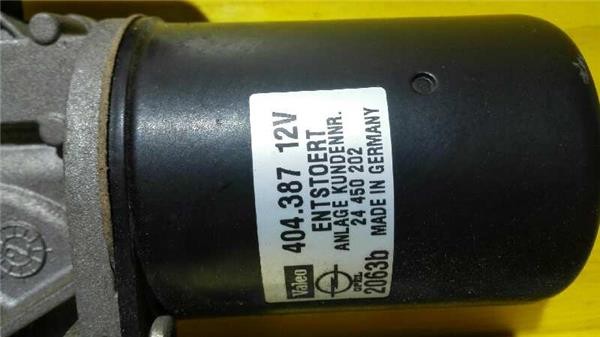 404.387 12V
ENTSTOERT
ANLAGE KUNDENNR.
24 450 202
MADE IN GERMANY
Valeo
OPEL
2063b